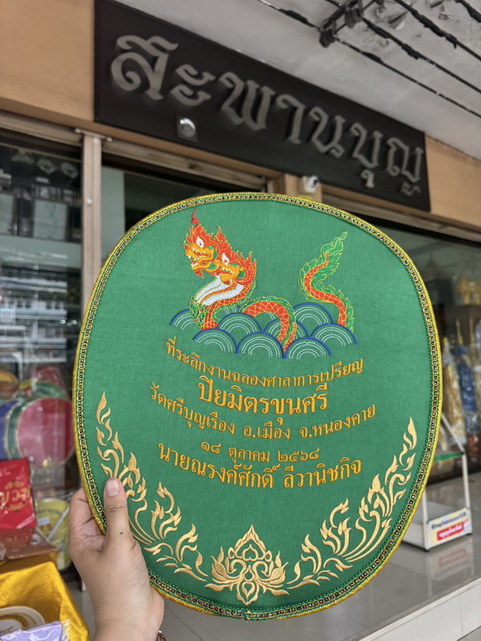 สะพานบุญ
ที่ระลึกงานฉลองศาลาการเปรียญ
ปิยมิตรขุนศรี
วัดศรีบุญเรือง อ.เมือง จ.หนองคาย
๑๘ ตุลาคม ๒๕๖๘
นายณรงค์ศักดิ์ ลีวานิชกิจ